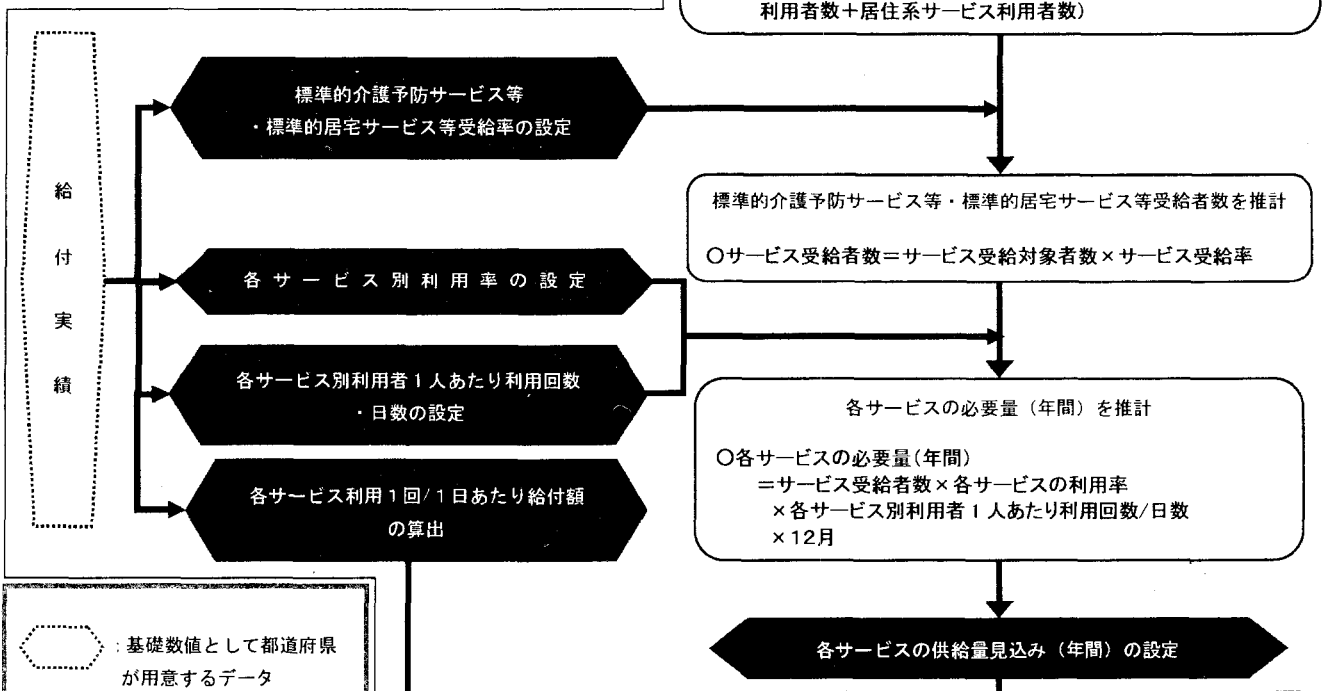 利用者数＋居住系サービス利用者数）
標準的介護予防サービス等
・標準的居宅サービス等受給率の設定
給
付
実
績
標準的介護予防サービス等・標準的居宅サービス等受給者数を推計
〇サービス受給者数＝サービス受給対象者数×サービス受給率
各サービス別利用率の設定
各サービス別利用者１人あたり利用回数
・日数の設定
各サービスの必要量（年間）を推計
〇各サービスの必要量(年間)
＝サービス受給者数×各サービスの利用率
×各サービス別利用者１人あたり利用回数/日数
×12月
各サービス利用１回/１日あたり給付額
の算出
：基礎数値として都道府県
が用意するデータ
各サービスの供給量見込み（年間）の設定